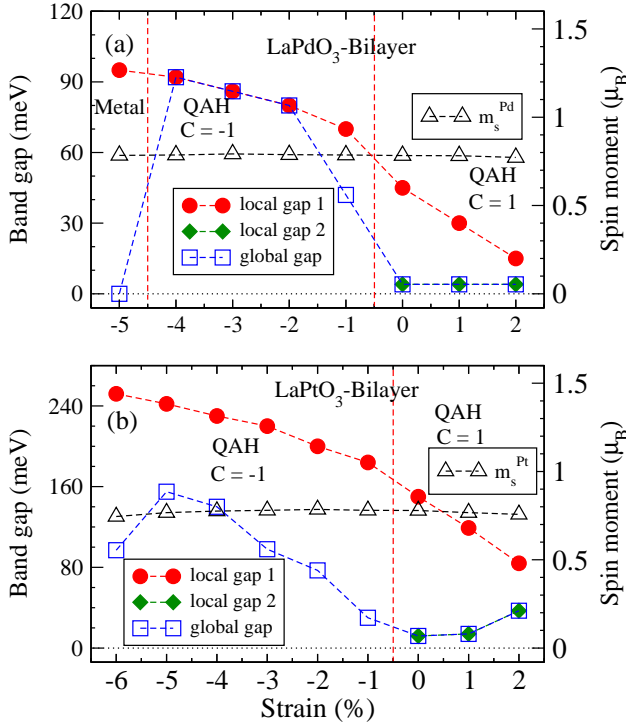 (a) LaPdO₃-Bilayer
Band gap (meV)
Spin moment (μB)
120
90
60
30
0
1.5
1
0.5
0
Metal
QAH
C = -1
QAH
C = 1
mₛᴾᵈ
local gap 1
local gap 2
global gap
-5 -4 -3 -2 -1 0 1 2
(b) LaPtO₃-Bilayer
Band gap (meV)
Spin moment (μB)
240
160
80
0
1.5
1
0.5
0
QAH
C = -1
QAH
C = 1
mₛᴾᵗ
local gap 1
local gap 2
global gap
-6 -5 -4 -3 -2 -1 0 1 2
Strain (%)